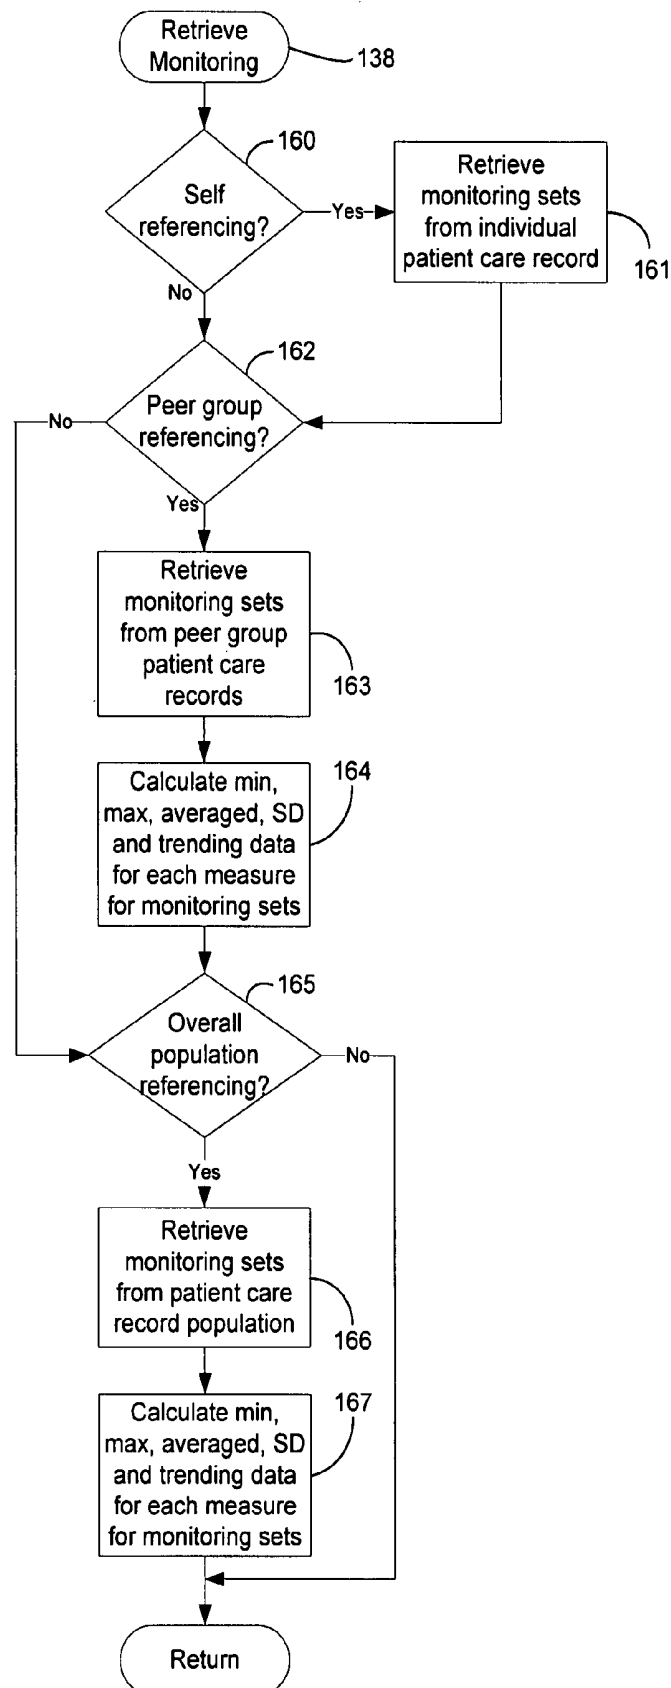 Retrieve
Monitoring
138
160
Self
referencing?
Yes
Retrieve
monitoring sets
from individual
patient care record
161
No
162
Peer group
referencing?
No
Yes
Retrieve
monitoring sets
from peer group
patient care
records
163
164
Calculate min,
max, averaged, SD
and trending data
for each measure
for monitoring sets
165
Overall
population
referencing?
No
Yes
Retrieve
monitoring sets
from patient care
record population
166
167
Calculate min,
max, averaged, SD
and trending data
for each measure
for monitoring sets
Return